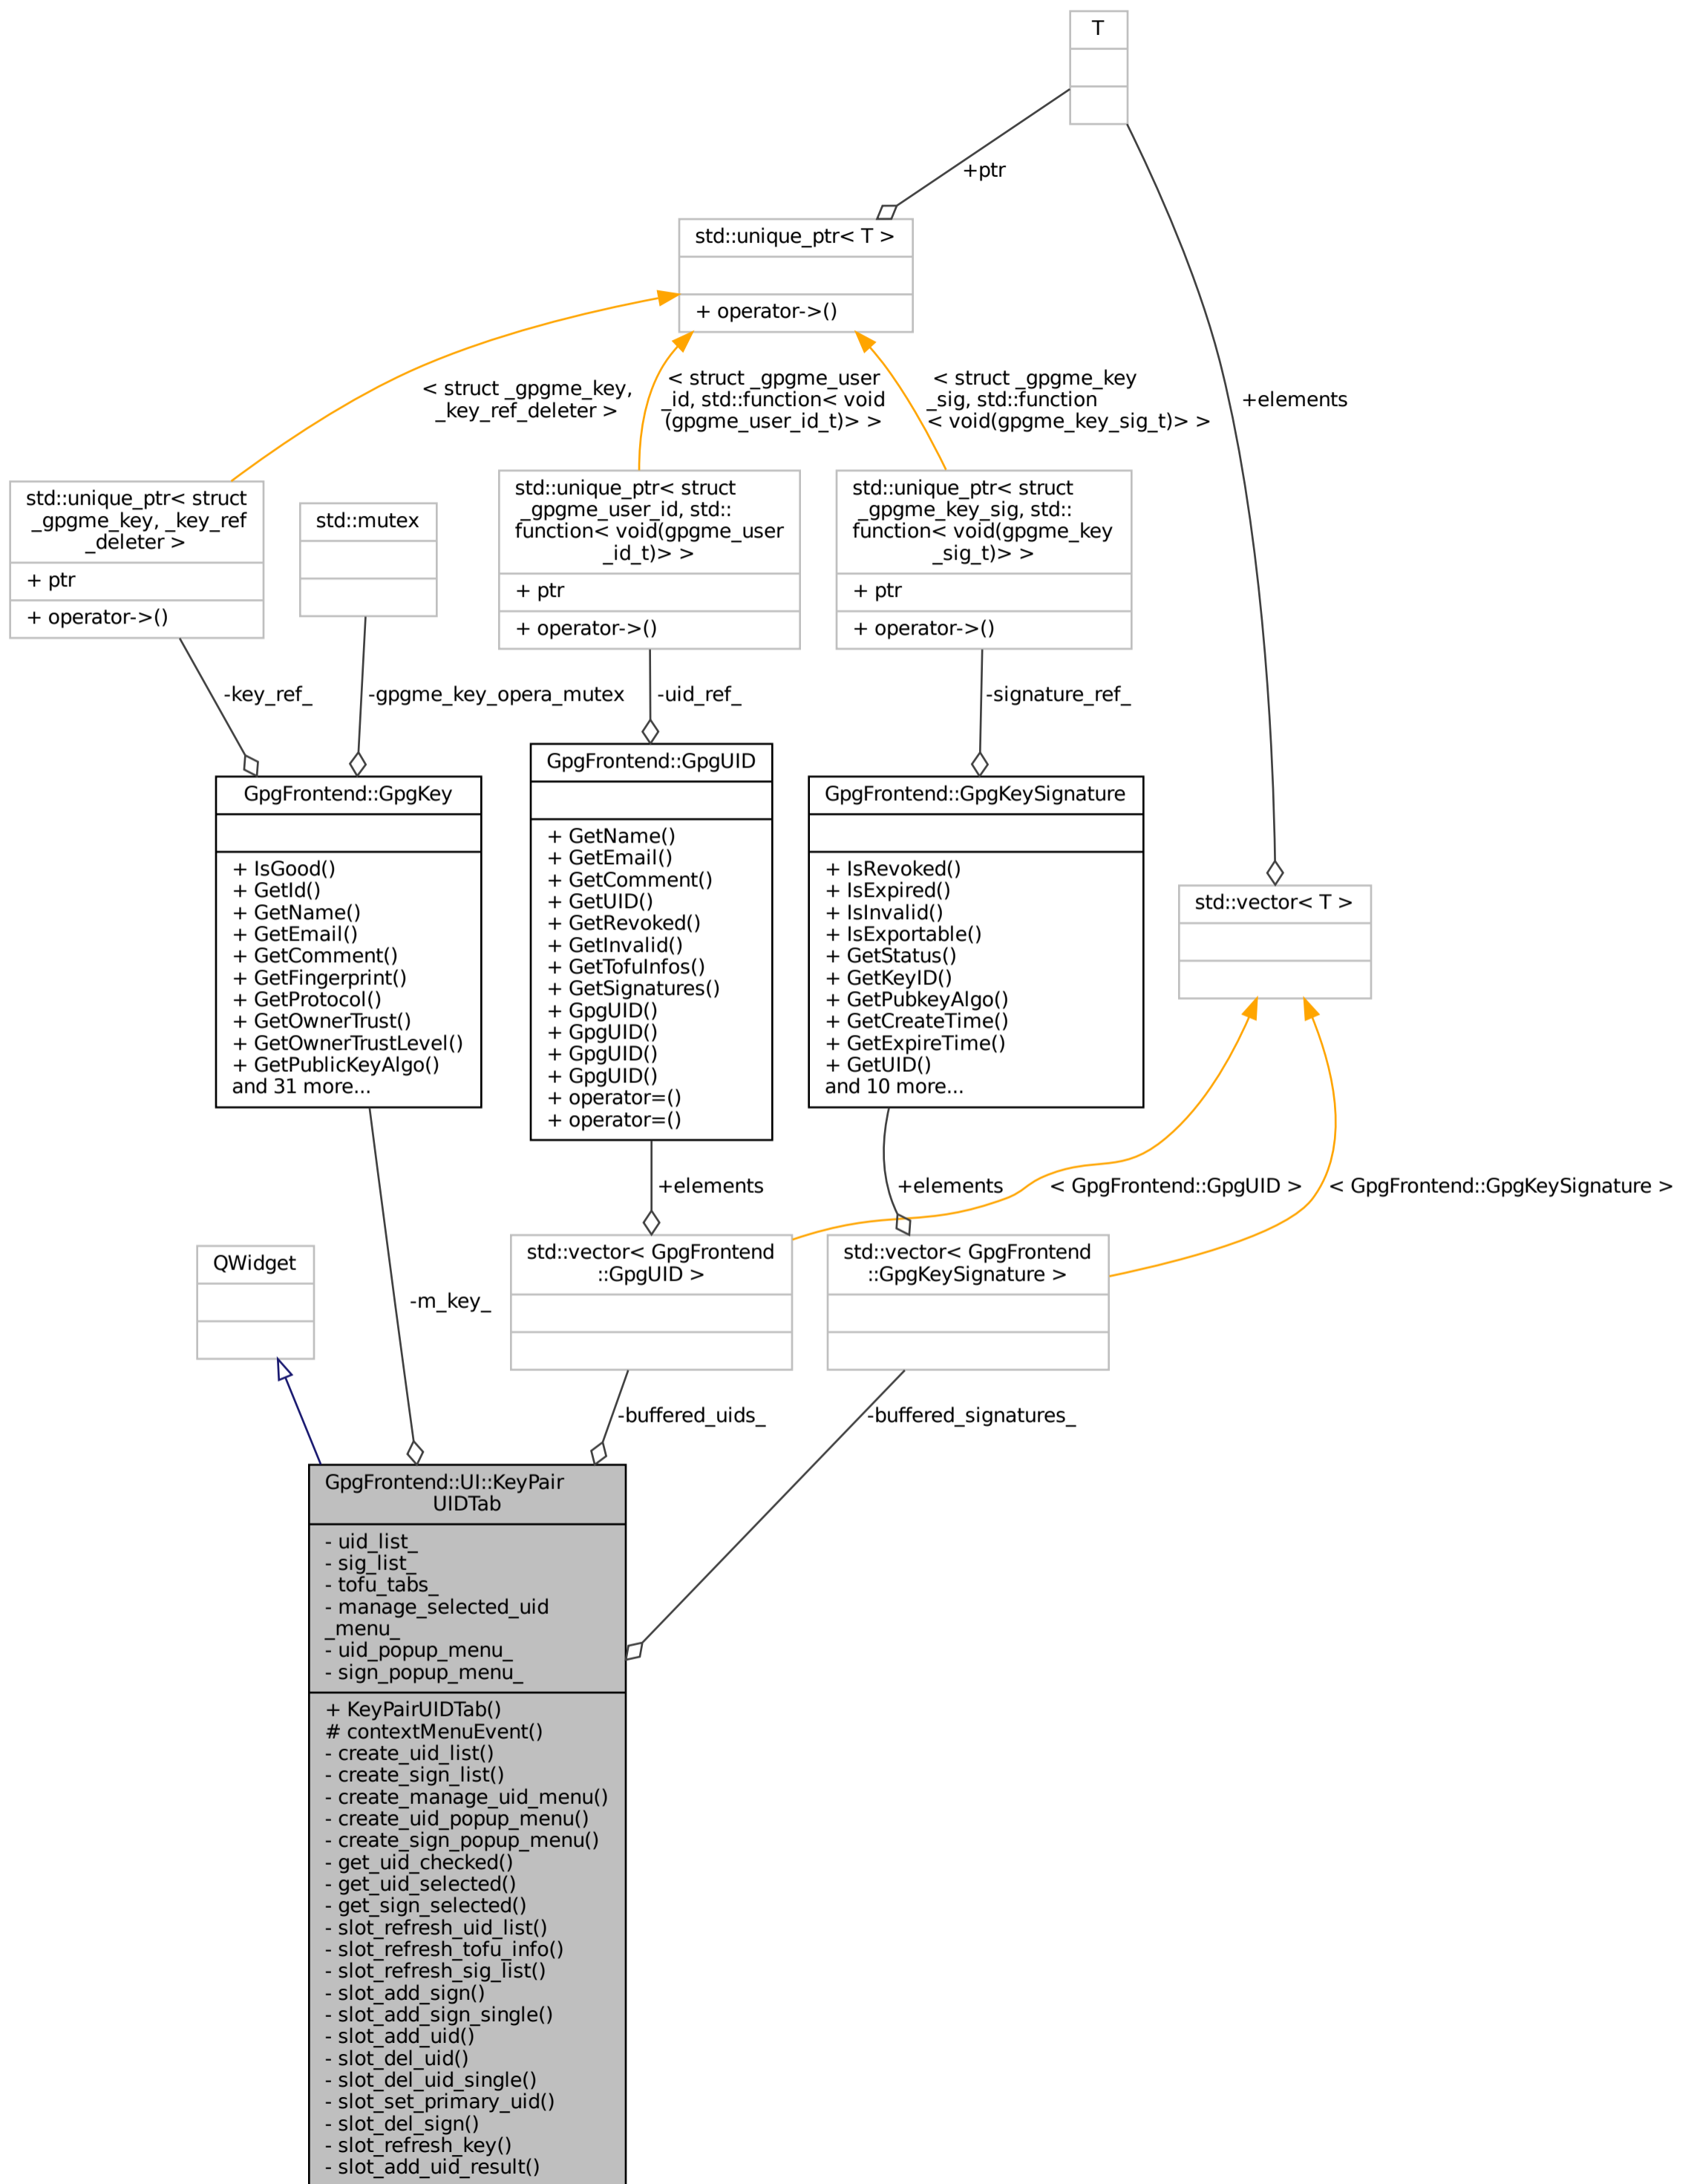 T
+ptr
std::unique_ptr< T >
+ operator->()
< struct _gpgme_key,
_key_ref_deleter >
< struct _gpgme_user
_id, std::function< void
(gpgme_user_id_t)> >
< struct _gpgme_key
_sig, std::function
< void(gpgme_key_sig_t)> >
+elements
std::unique_ptr< struct
_gpgme_key, _key_ref
_deleter >
+ ptr
+ operator->()
std::mutex
std::unique_ptr< struct
_gpgme_user_id, std::
function< void(gpgme_user
_id_t)> >
+ ptr
+ operator->()
std::unique_ptr< struct
_gpgme_key_sig, std::
function< void(gpgme_key
_sig_t)> >
+ ptr
+ operator->()
-key_ref_
-gpgme_key_opera_mutex
-uid_ref_
-signature_ref_
GpgFrontend::GpgKey
+ IsGood()
+ GetId()
+ GetName()
+ GetEmail()
+ GetComment()
+ GetFingerprint()
+ GetProtocol()
+ GetOwnerTrust()
+ GetOwnerTrustLevel()
+ GetPublicKeyAlgo()
and 31 more...
GpgFrontend::GpgUID
+ GetName()
+ GetEmail()
+ GetComment()
+ GetUID()
+ GetRevoked()
+ GetInvalid()
+ GetTofuInfos()
+ GetSignatures()
+ GpgUID()
+ GpgUID()
+ GpgUID()
+ GpgUID()
+ operator=()
+ operator=()
GpgFrontend::GpgKeySignature
+ IsRevoked()
+ IsExpired()
+ IsInvalid()
+ IsExportable()
+ GetStatus()
+ GetKeyID()
+ GetPubkeyAlgo()
+ GetCreateTime()
+ GetExpireTime()
+ GetUID()
and 10 more...
std::vector< T >
+elements
+elements
< GpgFrontend::GpgUID >
< GpgFrontend::GpgKeySignature >
QWidget
-m_key_
std::vector< GpgFrontend
::GpgUID >
std::vector< GpgFrontend
::GpgKeySignature >
-buffered_uids_
-buffered_signatures_
GpgFrontend::UI::KeyPair
UIDTab
- uid_list_
- sig_list_
- tofu_tabs_
- manage_selected_uid
_menu_
- uid_popup_menu_
- sign_popup_menu_
+ KeyPairUIDTab()
# contextMenuEvent()
- create_uid_list()
- create_sign_list()
- create_manage_uid_menu()
- create_uid_popup_menu()
- create_sign_popup_menu()
- get_uid_checked()
- get_uid_selected()
- get_sign_selected()
- slot_refresh_uid_list()
- slot_refresh_tofu_info()
- slot_refresh_sig_list()
- slot_add_sign()
- slot_add_sign_single()
- slot_add_uid()
- slot_del_uid()
- slot_del_uid_single()
- slot_set_primary_uid()
- slot_del_sign()
- slot_refresh_key()
- slot_add_uid_result()